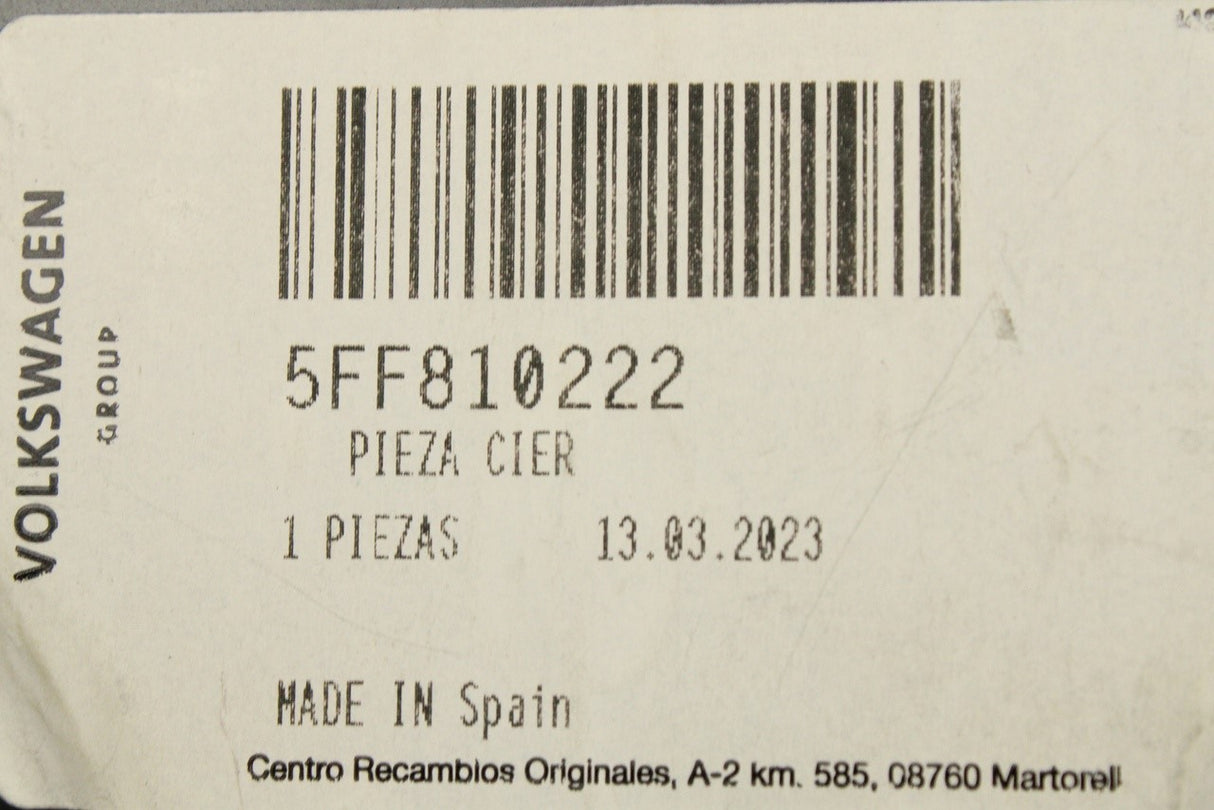 VOLKSWAGEN
GROUP
5FF810222
PIEZA CIER
1 PIEZAS 13.03.2023
MADE IN Spain
Centro Recambios Originales, A-2 km. 585, 08760 Martorell